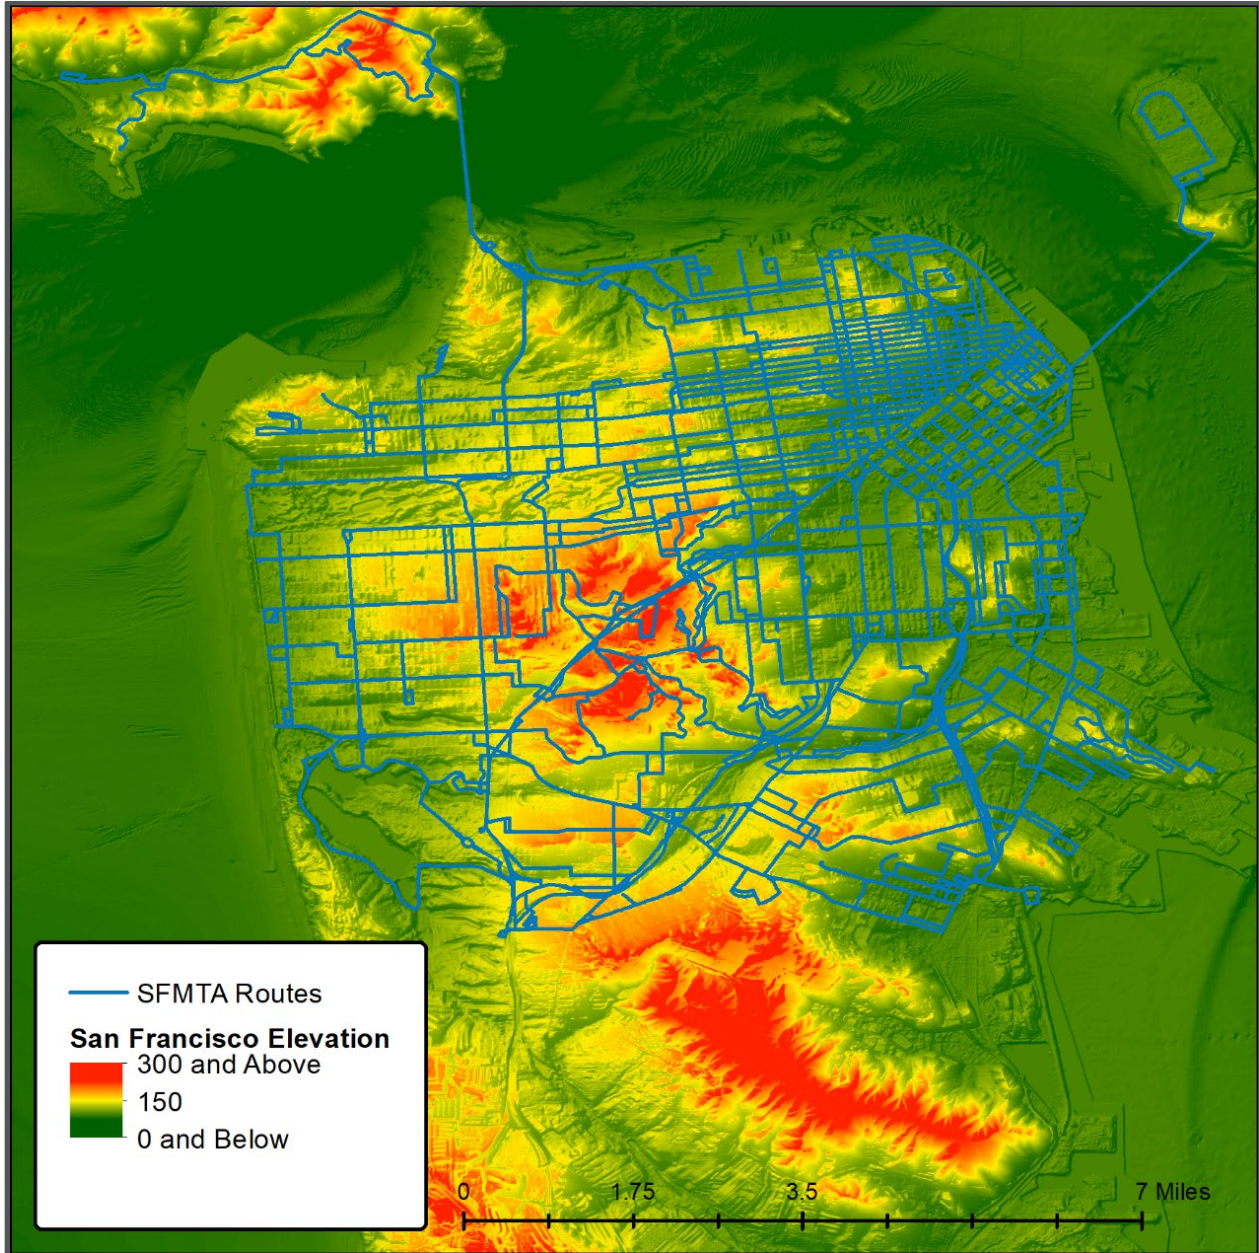 SFMTA Routes
San Francisco Elevation
300 and Above
150
0 and Below
0 1.75 3.5 7 Miles